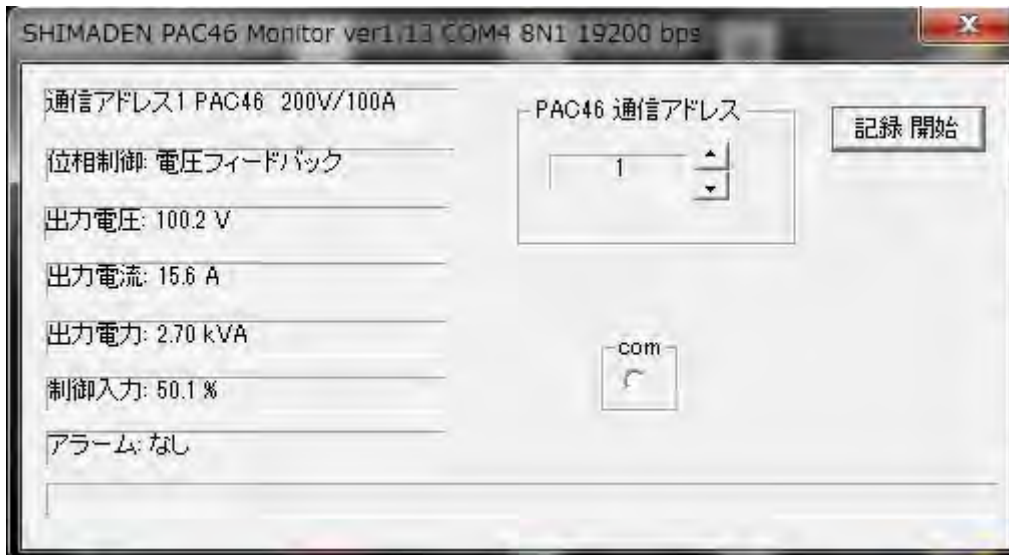 SHIMADEN PAC46 Monitor ver1.13 COM4 8N1 19200 bps
通信アドレス1 PAC46 200V/100A
位相制御: 電圧フィードバック
出力電圧: 100.2 V
出力電流: 15.6 A
出力電力: 2.70 kVA
制御入力: 50.1 %
アラーム: なし
PAC46 通信アドレス
1
記録 開始
com